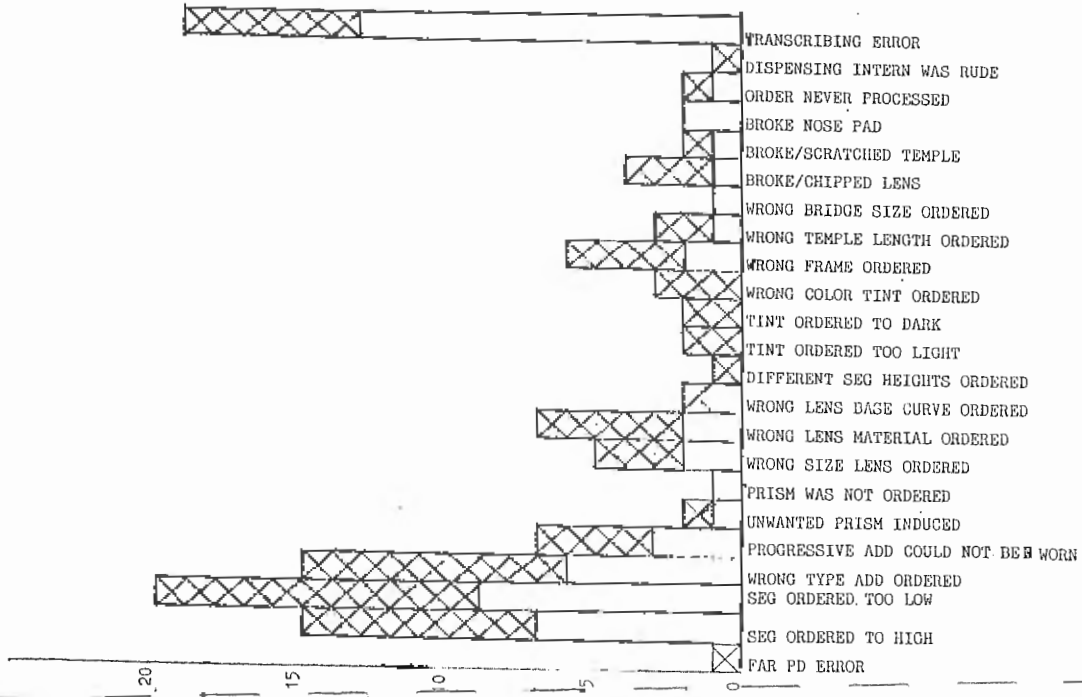 TRANSCRIBING ERROR
DISPENSING INTERN WAS RUDE
ORDER NEVER PROCESSED
BROKE NOSE PAD
BROKE/SCRATCHED TEMPLE
BROKE/CHIPPED LENS
WRONG BRIDGE SIZE ORDERED
WRONG TEMPLE LENGTH ORDERED
WRONG FRAME ORDERED
WRONG COLOR TINT ORDERED
TINT ORDERED TO DARK
TINT ORDERED TOO LIGHT
DIFFERENT SEG HEIGHTS ORDERED
WRONG LENS BASE CURVE ORDERED
WRONG LENS MATERIAL ORDERED
WRONG SIZE LENS ORDERED
PRISM WAS NOT ORDERED
UNWANTED PRISM INDUCED
PROGRESSIVE ADD COULD NOT BE WORN
WRONG TYPE ADD ORDERED
SEG ORDERED TOO LOW
SEG ORDERED TO HIGH
FAR PD ERROR
20 15 10 5 0